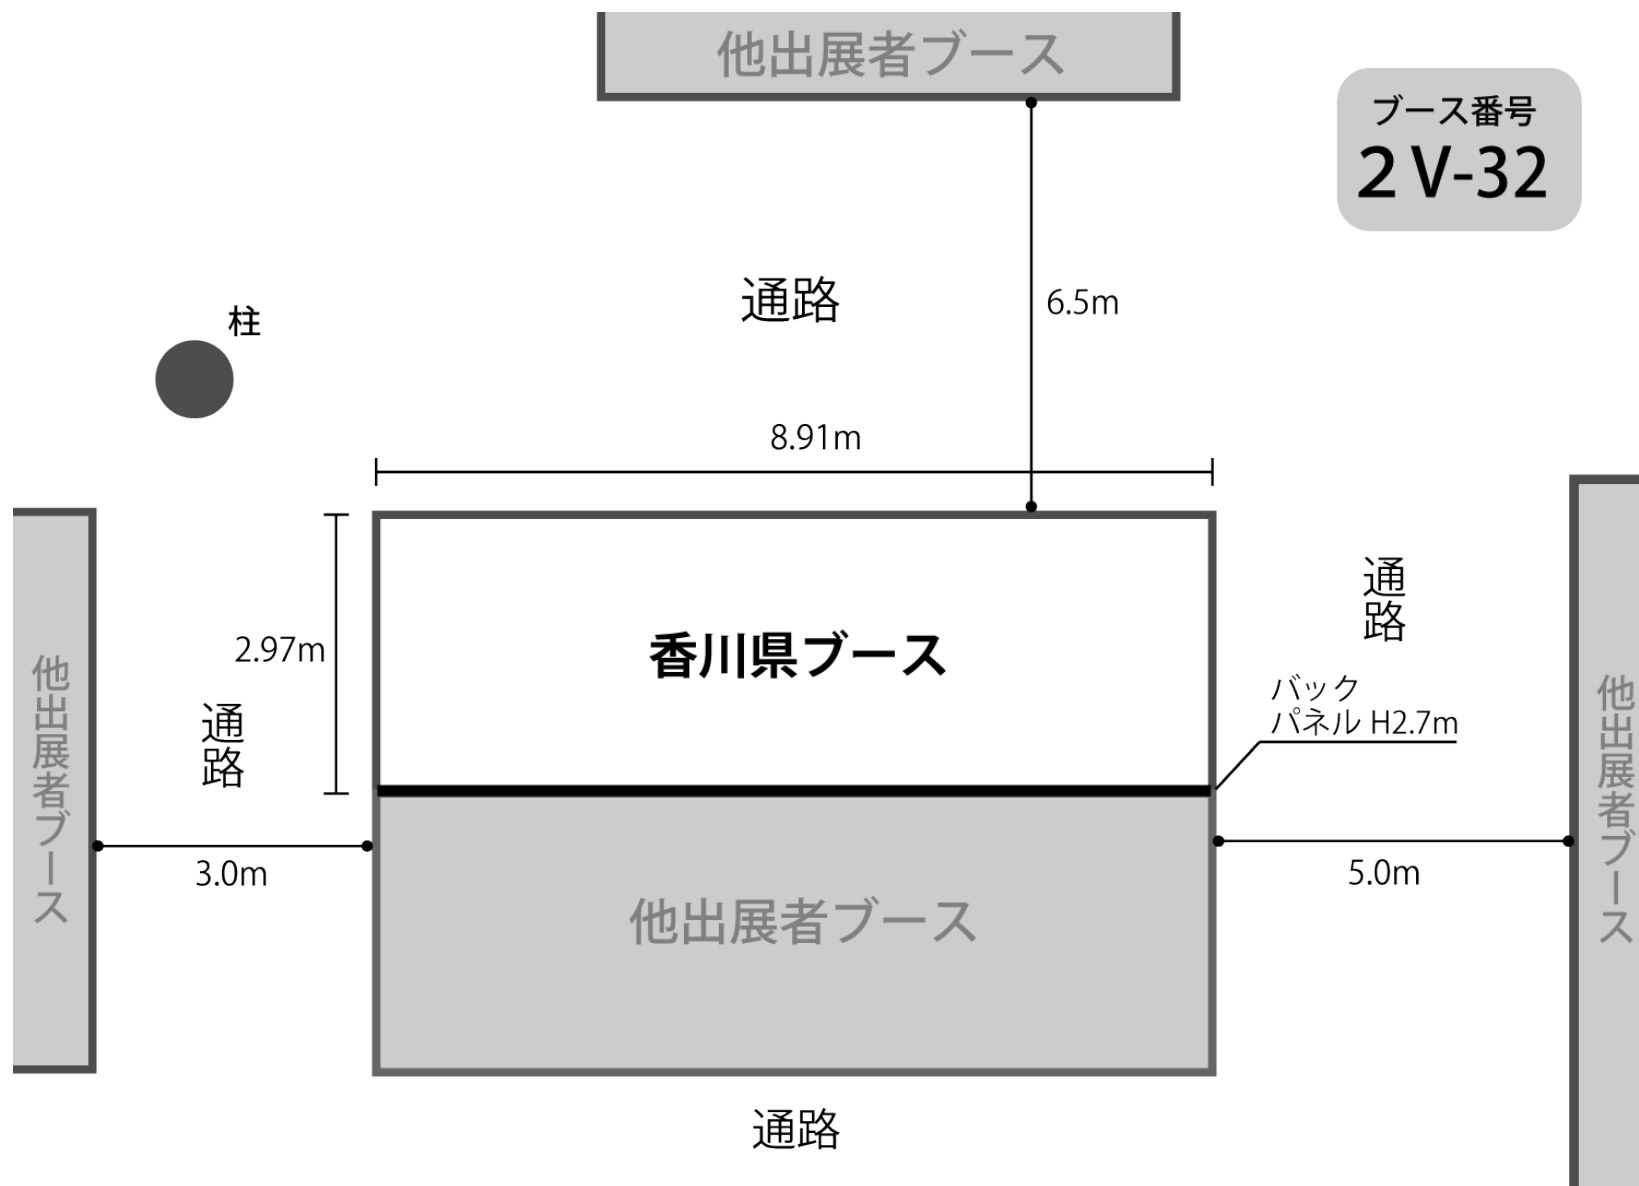 他出展者ブース
ブース番号
２V-32
通路
6.5m
柱
8.91m
2.97m
香川県ブース
通路
バック
パネル H2.7m
通路
他出展者ブース
他出展者ブース
3.0m
5.0m
他出展者ブース
通路